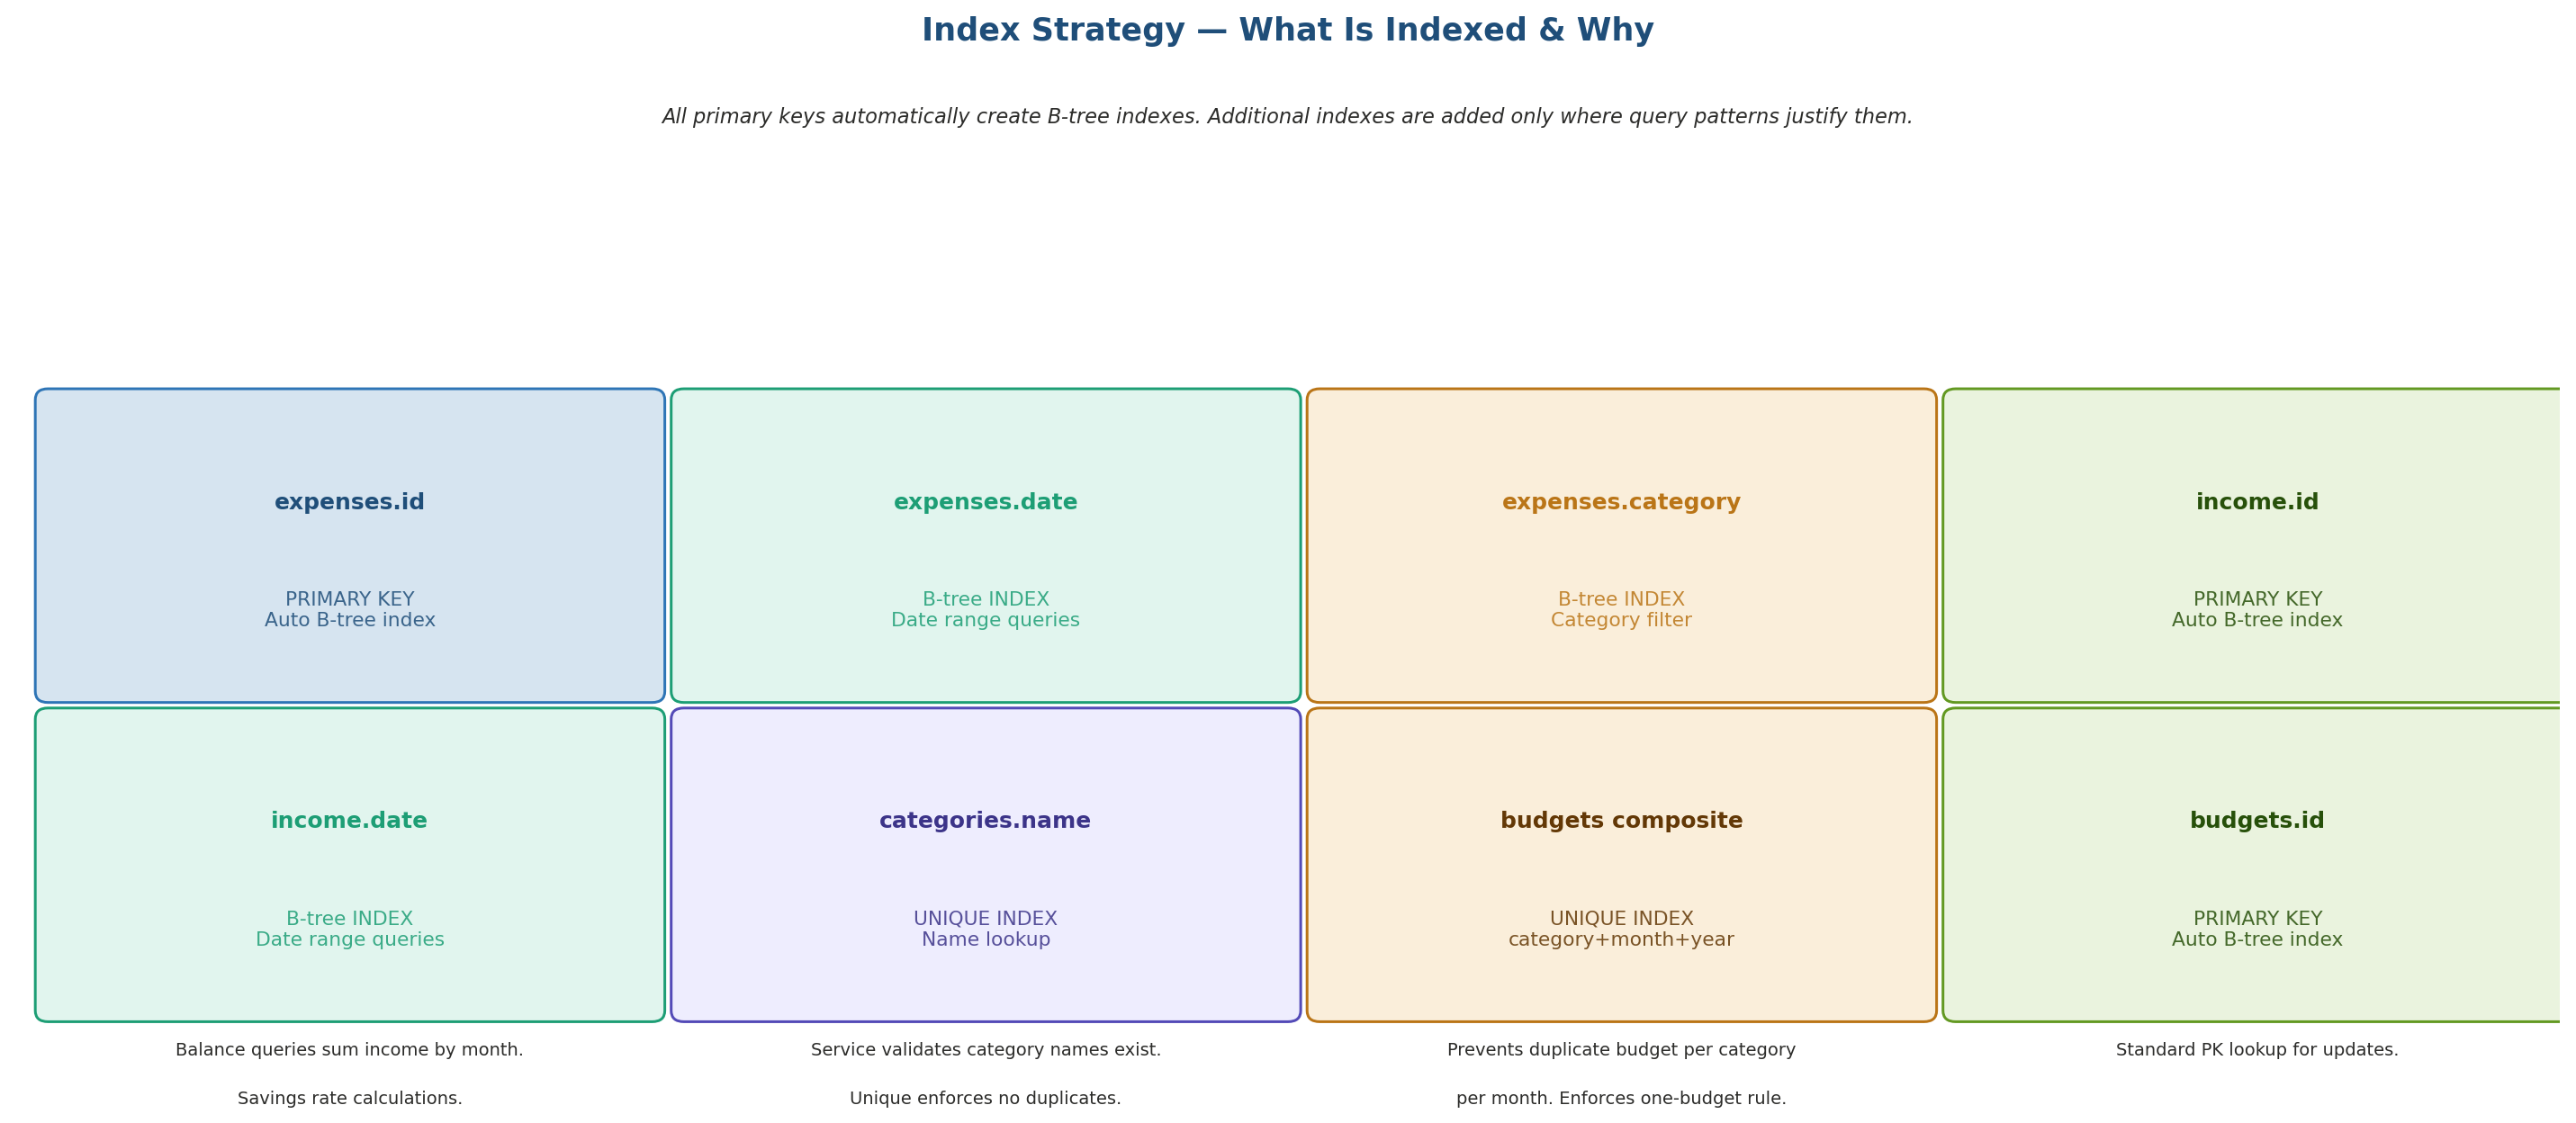 Index Strategy — What Is Indexed & Why
All primary keys automatically create B-tree indexes. Additional indexes are added only where query patterns justify them.
expenses.id
PRIMARY KEY
Auto B-tree index
expenses.date
B-tree INDEX
Date range queries
expenses.category
B-tree INDEX
Category filter
income.id
PRIMARY KEY
Auto B-tree index
income.date
B-tree INDEX
Date range queries
Balance queries sum income by month.
Savings rate calculations.
categories.name
UNIQUE INDEX
Name lookup
Service validates category names exist.
Unique enforces no duplicates.
budgets composite
UNIQUE INDEX
category+month+year
Prevents duplicate budget per category
per month. Enforces one-budget rule.
budgets.id
PRIMARY KEY
Auto B-tree index
Standard PK lookup for updates.